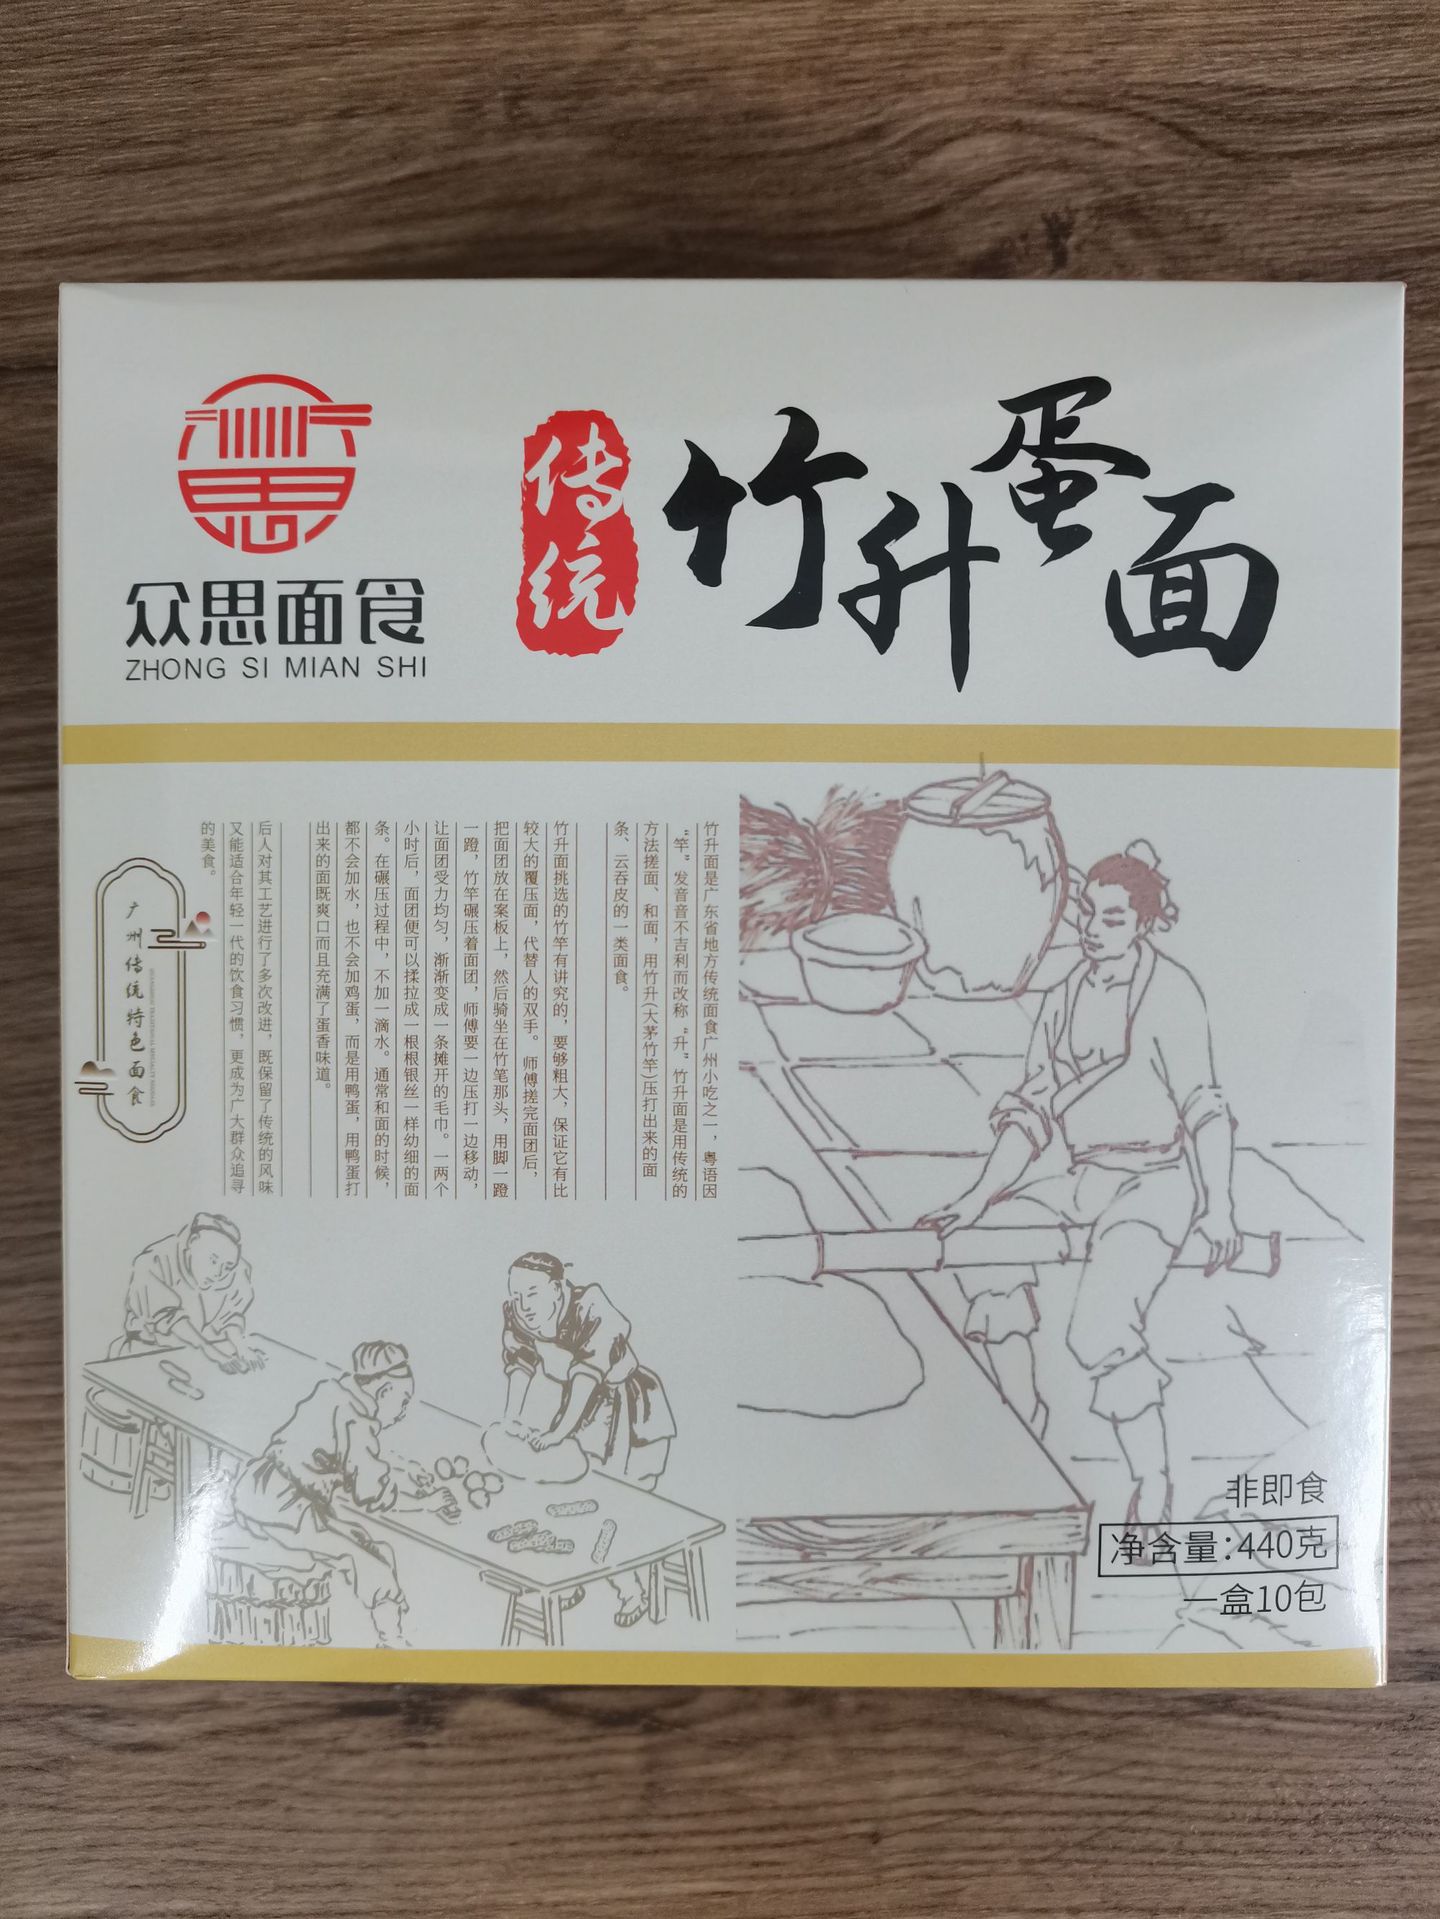 众思面食
ZHONG SI MIAN SHI
传统
竹升蛋面
竹升面是广东省地方传统面食广州小吃之一，粤语因
“竿”发音音不吉利而改称“升”。竹升面是用传统的
方法搓面、和面，用竹升(大茅竹竿)压打出来的面
条、云吞皮的一类面食。
竹升面挑选的竹竿有讲究的，要够粗大，保证它有比
较大的覆压面，代替人的双手。师傅搓完面团后，
把面团放在案板上，然后骑坐在竹笔那头，用脚一蹬
一蹬，竹竿碾压着面团，师傅要一边压打一边移动，
让面团受力均匀，渐渐变成一条摊开的毛巾。一两个
小时后，面团便可以揉拉成一根根银丝一样幼细的面
条。在碾压过程中，不加一滴水。通常和面的时候，
都不会加水，也不会加鸡蛋，而是用鸭蛋，用鸭蛋打
出来的面既爽口而且充满了蛋香味道。
后人对其工艺进行了多次改进，既保留了传统的风味
又能适合年轻一代的饮食习惯，更成为广大群众追寻
的美食。
广州传统特色面食
非即食
净含量:440克
一盒10包